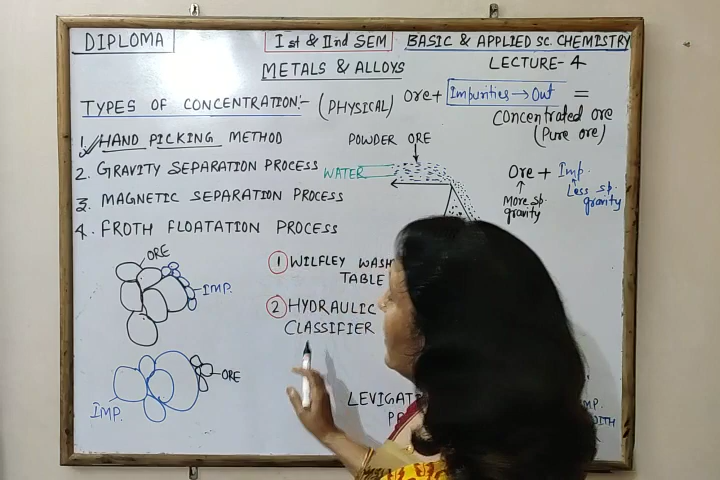 DIPLOMA
Ist & IInd SEM
BASIC & APPLIED SC. CHEMISTRY
METALS & ALLOYS
LECTURE-4
TYPES OF CONCENTRATION:- (PHYSICAL)
Ore + Impurities → Out =
Concentrated ore
(Pure ore)
1. HAND PICKING METHOD
2. GRAVITY SEPARATION PROCESS
3. MAGNETIC SEPARATION PROCESS
4. FROTH FLOATATION PROCESS
POWDER ORE
WATER
Ore + Imp.
↑ ↑
More sp. gravity
Less sp. gravity
ORE
IMP.
1 WILFLEY WASH
TABLE
2 HYDRAULIC
CLASSIFIER
ORE
IMP.
WITH